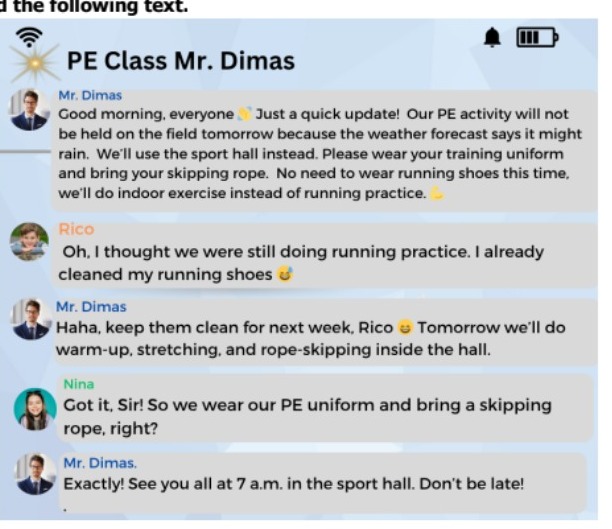 d the following text.
PE Class Mr. Dimas
Mr. Dimas
Good morning, everyone 👋 Just a quick update! Our PE activity will not
be held on the field tomorrow because the weather forecast says it might
rain. We'll use the sport hall instead. Please wear your training uniform
and bring your skipping rope. No need to wear running shoes this time,
we'll do indoor exercise instead of running practice. 💪
Rico
Oh, I thought we were still doing running practice. I already
cleaned my running shoes 😅
Mr. Dimas
Haha, keep them clean for next week, Rico 😄 Tomorrow we'll do
warm-up, stretching, and rope-skipping inside the hall.
Nina
Got it, Sir! So we wear our PE uniform and bring a skipping
rope, right?
Mr. Dimas.
Exactly! See you all at 7 a.m. in the sport hall. Don't be late!
.